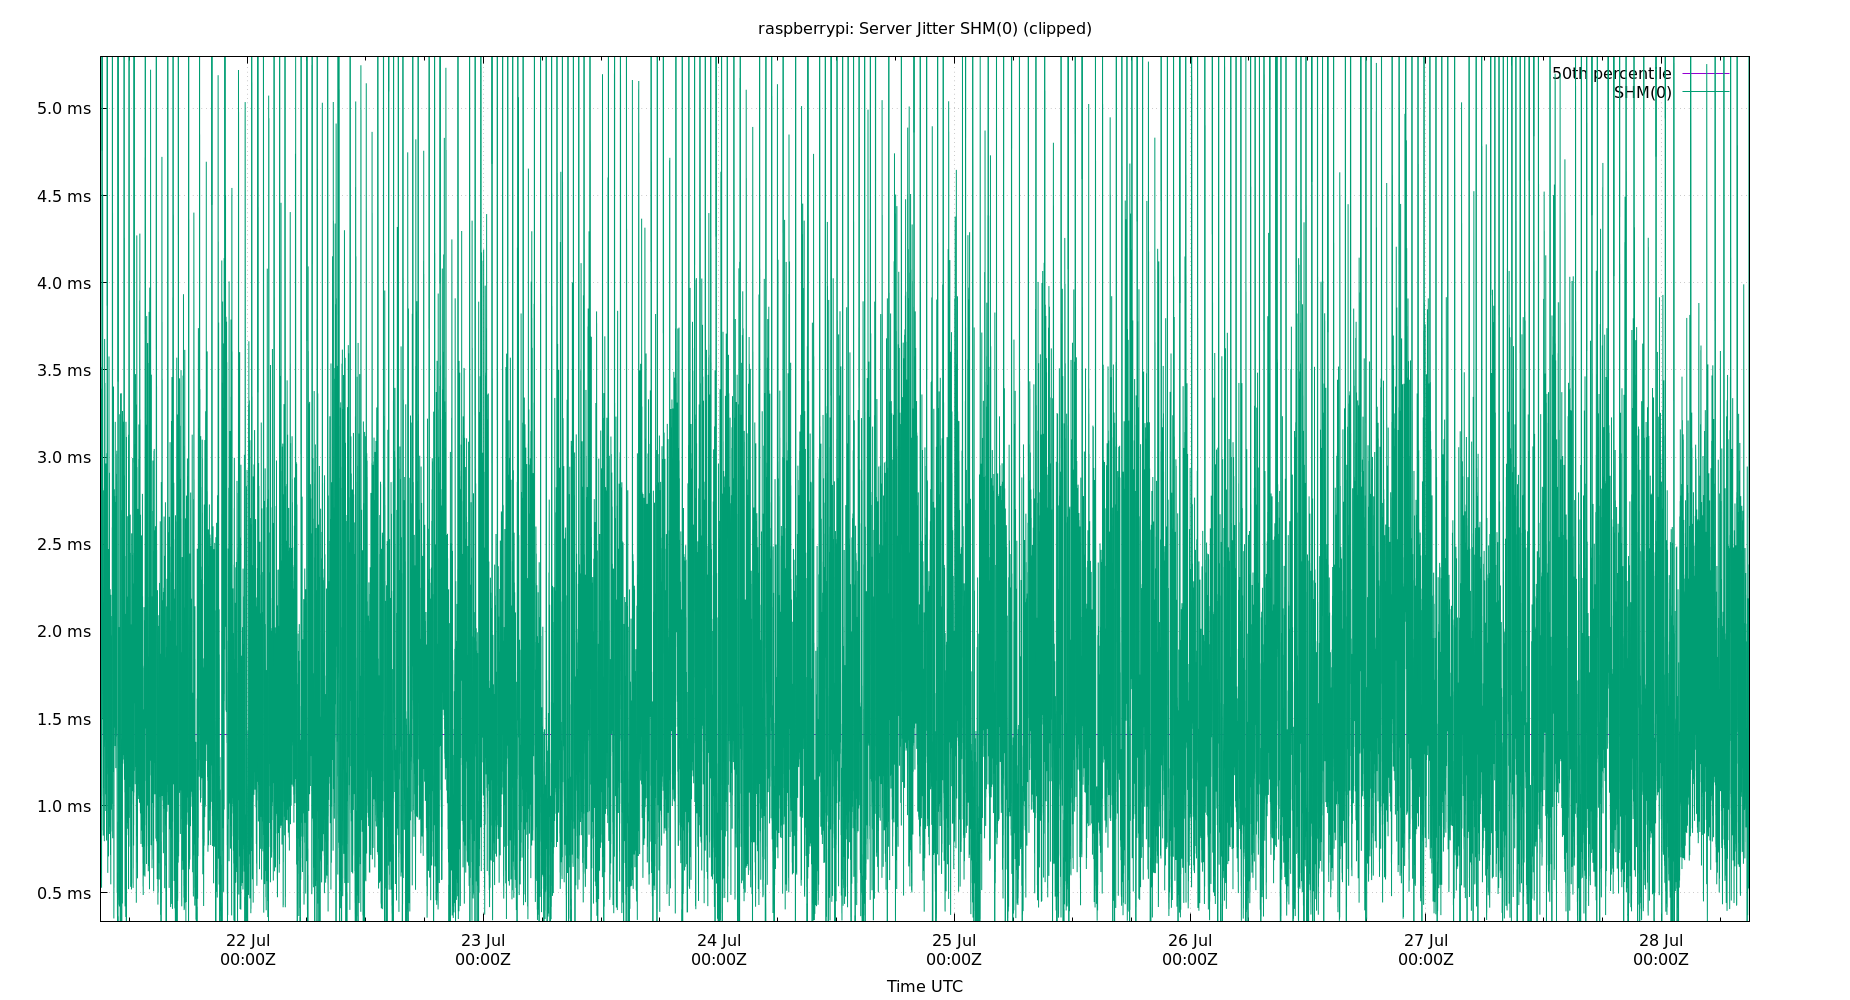 raspberrypi: Server Jitter SHM(0) (clipped)
50th percentile
SHM(0)
5.0 ms
4.5 ms
4.0 ms
3.5 ms
3.0 ms
2.5 ms
2.0 ms
1.5 ms
1.0 ms
0.5 ms
22 Jul 23 Jul 24 Jul 25 Jul 26 Jul 27 Jul 28 Jul
00:00Z 00:00Z 00:00Z 00:00Z 00:00Z 00:00Z 00:00Z
Time UTC